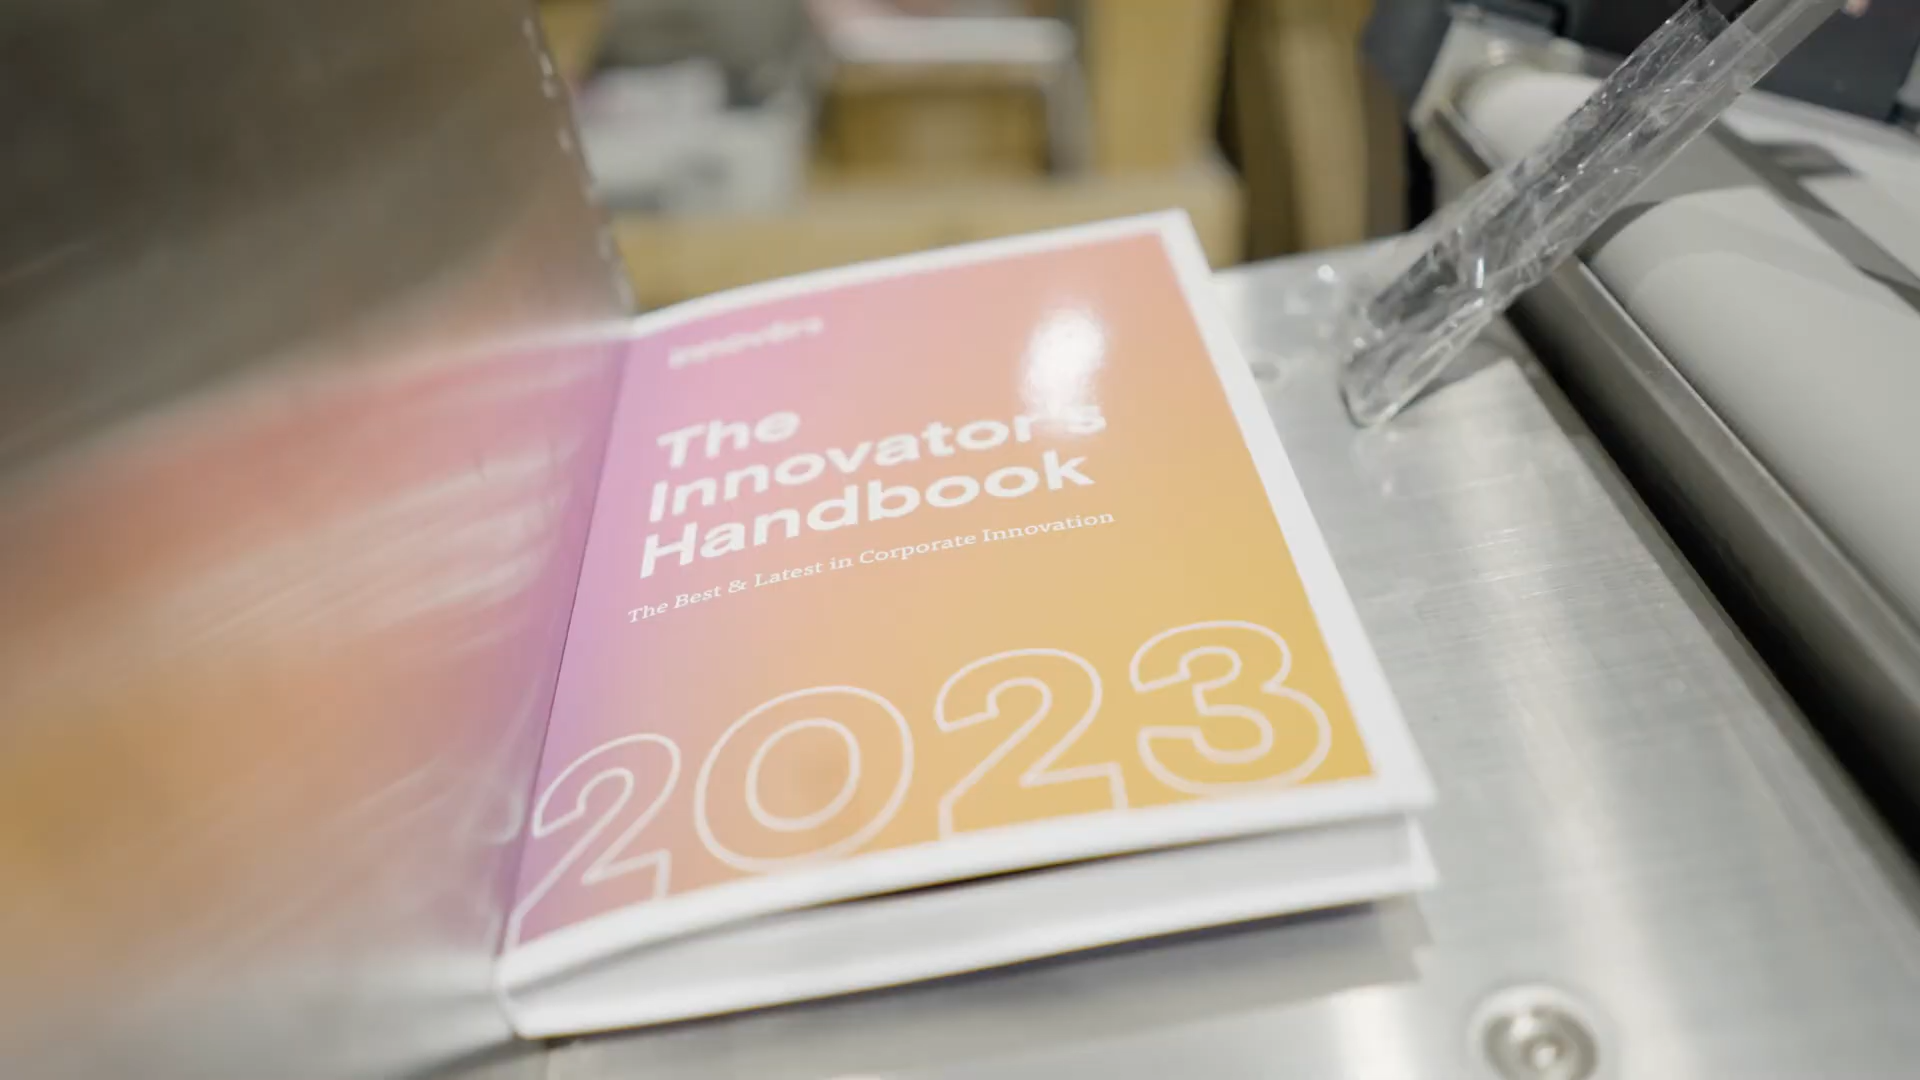 The
Innovator's
Handbook
The Best & Latest in Corporate Innovation
2023